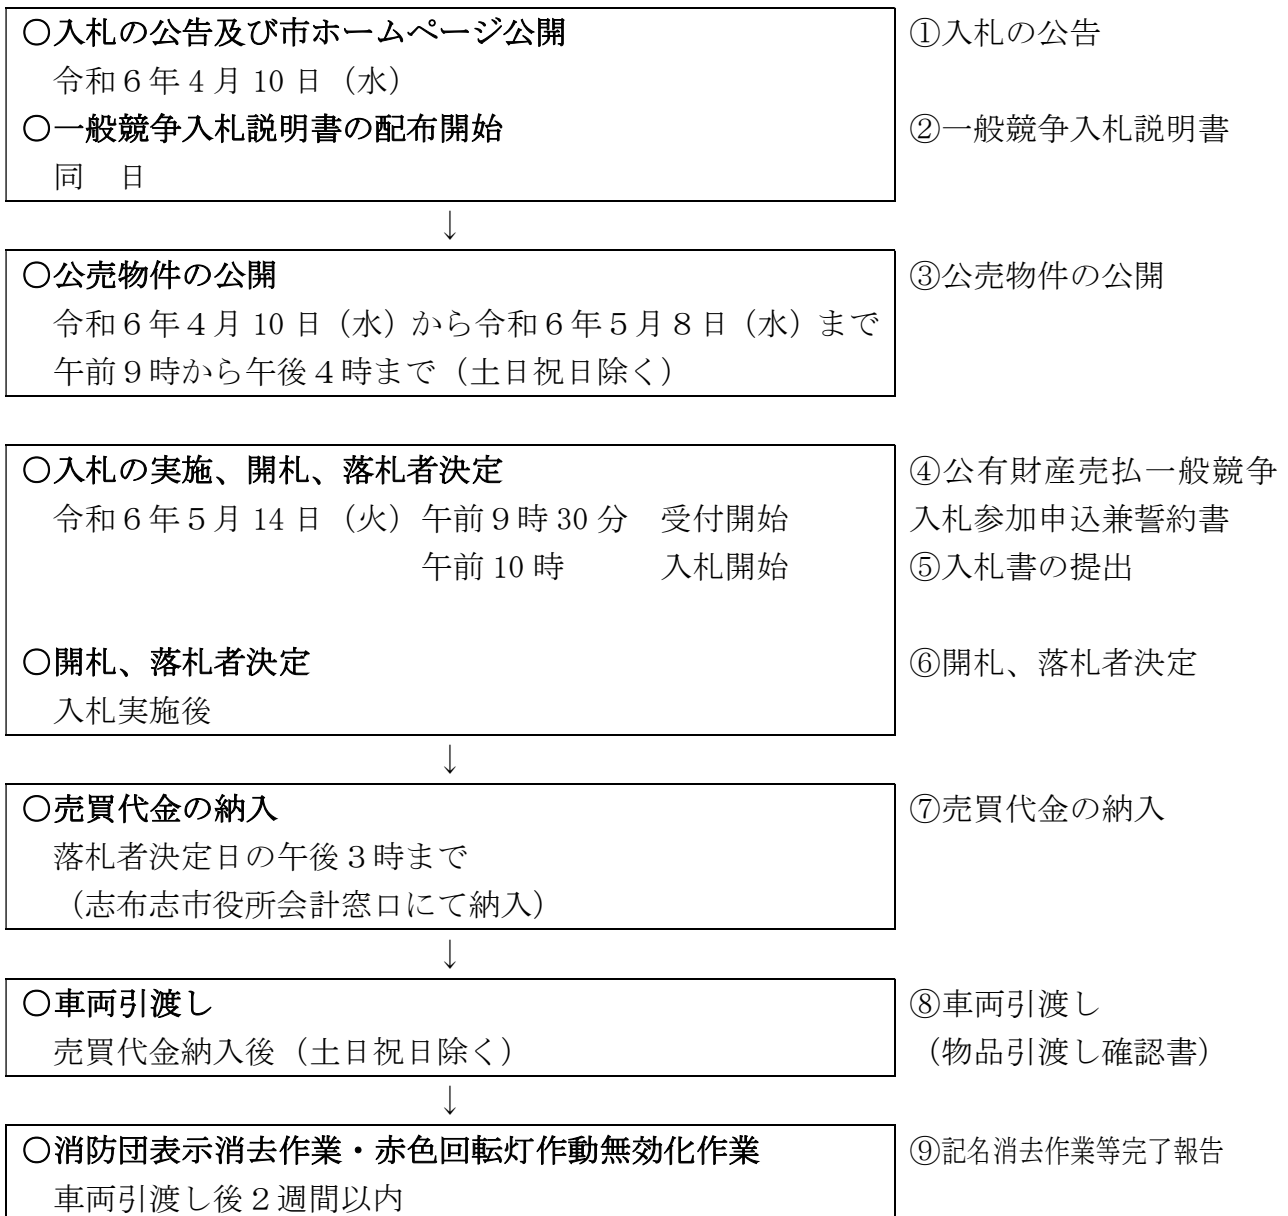 ○入札の公告及び市ホームページ公開 ①入札の公告
令和６年４月 10 日（水）
○一般競争入札説明書の配布開始 ②一般競争入札説明書
同　日
↓
○公売物件の公開 ③公売物件の公開
令和６年４月 10 日（水）から令和６年５月８日（水）まで
午前９時から午後４時まで（土日祝日除く）
○入札の実施、開札、落札者決定 ④公有財産売払一般競争
令和６年５月 14 日（火）午前９時 30 分　受付開始 入札参加申込兼誓約書
午前 10 時　入札開始 ⑤入札書の提出
○開札、落札者決定 ⑥開札、落札者決定
入札実施後
↓
○売買代金の納入 ⑦売買代金の納入
落札者決定日の午後３時まで
（志布志市役所会計窓口にて納入）
↓
○車両引渡し ⑧車両引渡し
売買代金納入後（土日祝日除く） （物品引渡し確認書）
↓
○消防団表示消去作業・赤色回転灯作動無効化作業 ⑨記名消去作業等完了報告
車両引渡し後２週間以内